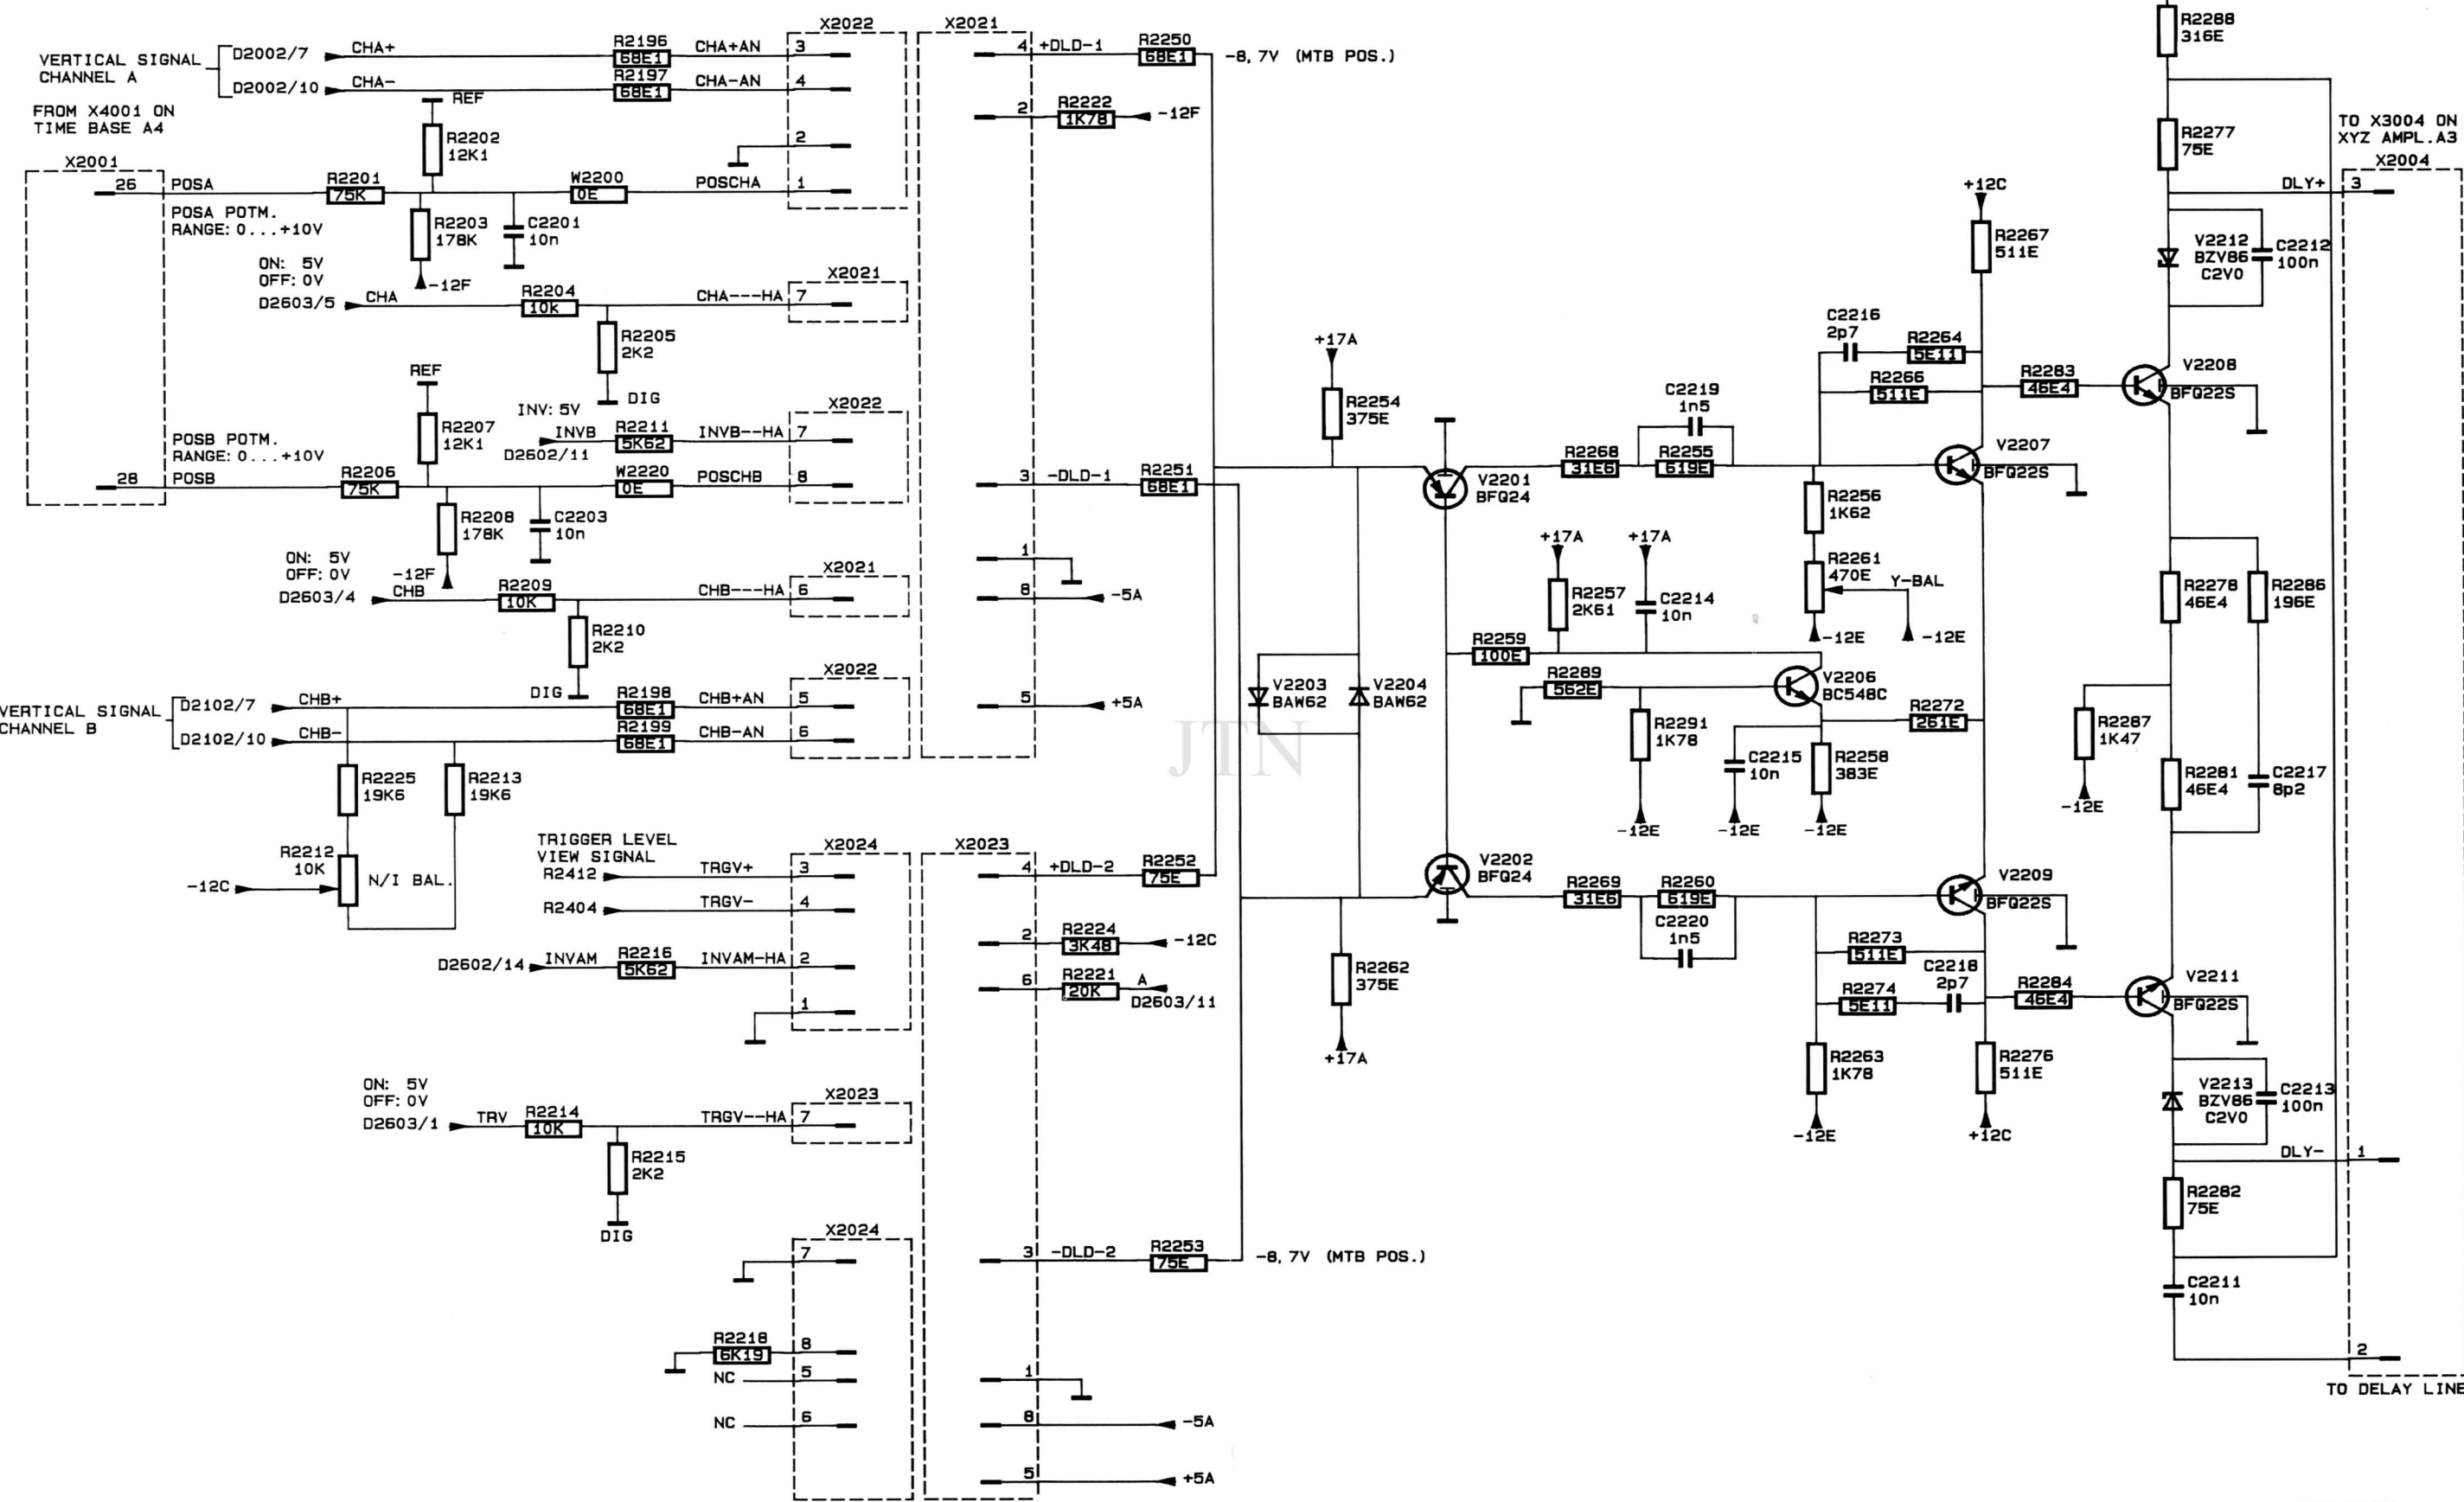 X2022
X2021
R2288
316E
VERTICAL SIGNAL
CHANNEL A
D2002/7
CHA+
R2196
68E1
CHA+AN
3
4
+DLD-1
R2250
68E1
-8,7V (MTB POS.)
D2002/10
CHA-
R2197
68E1
CHA-AN
4
REF
FROM X4001 ON
TIME BASE A4
R2202
12K1
2
2
R2222
1K78
-12F
R2277
75E
TO X3004 ON
XYZ AMPL.A3
X2004
X2001
26
POSA
R2201
75K
W2200
0E
POSCHA
1
DLY+
3
POSA POTM.
RANGE: 0...+10V
R2203
178K
C2201
10n
-12F
+12C
R2267
511E
V2212
BZV86
C2V0
C2212
100n
ON: 5V
OFF: 0V
D2603/5
CHA
R2204
10K
CHA---HA
X2021
7
R2205
2K2
DIG
C2216
2p7
R2264
5E11
+17A
R2254
375E
REF
R2207
12K1
INV: 5V
INVB
D2602/11
R2211
5K62
INVB--HA
X2022
7
C2219
1n5
R2266
511E
R2283
46E4
V2208
BFQ22S
POSB POTM.
RANGE: 0...+10V
28
POSB
R2206
75K
W2220
0E
POSCHB
8
3
-DLD-1
R2251
68E1
V2201
BFQ24
R2268
31E6
R2255
619E
V2207
BFQ22S
R2208
178K
C2203
10n
-12F
R2256
1K62
ON: 5V
OFF: 0V
D2603/4
CHB
R2209
10K
CHB---HA
X2021
6
1
8
-5A
+17A
+17A
R2257
2K61
C2214
10n
R2261
470E
Y-BAL
-12E
-12E
R2278
46E4
R2286
196E
R2210
2K2
DIG
R2259
100E
VERTICAL SIGNAL
CHANNEL B
D2102/7
CHB+
R2198
68E1
CHB+AN
X2022
5
5
+5A
V2203
BAW62
V2204
BAW62
R2289
562E
V2206
BC548C
D2102/10
CHB-
R2199
68E1
CHB-AN
6
JTN
R2291
1K78
R2272
261E
R2287
1K47
R2225
19K6
R2213
19K6
C2215
10n
R2258
383E
R2281
46E4
C2217
8p2
-12E
-12E
-12E
-12E
R2212
10K
-12C
N/I BAL.
TRIGGER LEVEL
VIEW SIGNAL
R2412
TRGV+
X2024
3
X2023
4
+DLD-2
R2252
75E
V2202
BFQ24
R2269
31E6
R2260
619E
V2209
BFQ22S
R2404
TRGV-
4
C2220
1n5
2
R2224
3K48
-12C
D2602/14
INVAM
R2216
5K62
INVAM-HA
2
6
R2221
20K
A
D2603/11
R2262
375E
+17A
R2273
511E
C2218
2p7
R2274
5E11
R2284
46E4
V2211
BFQ22S
1
R2263
1K78
-12E
R2276
511E
+12C
ON: 5V
OFF: 0V
D2603/1
TRV
R2214
10K
TRGV--HA
X2023
7
V2213
BZV86
C2V0
C2213
100n
R2215
2K2
DIG
DLY-
1
R2282
75E
X2024
7
3
-DLD-2
R2253
75E
-8,7V (MTB POS.)
C2211
10n
R2218
6K19
8
NC
5
1
2
NC
6
8
-5A
TO DELAY LINE
5
+5A